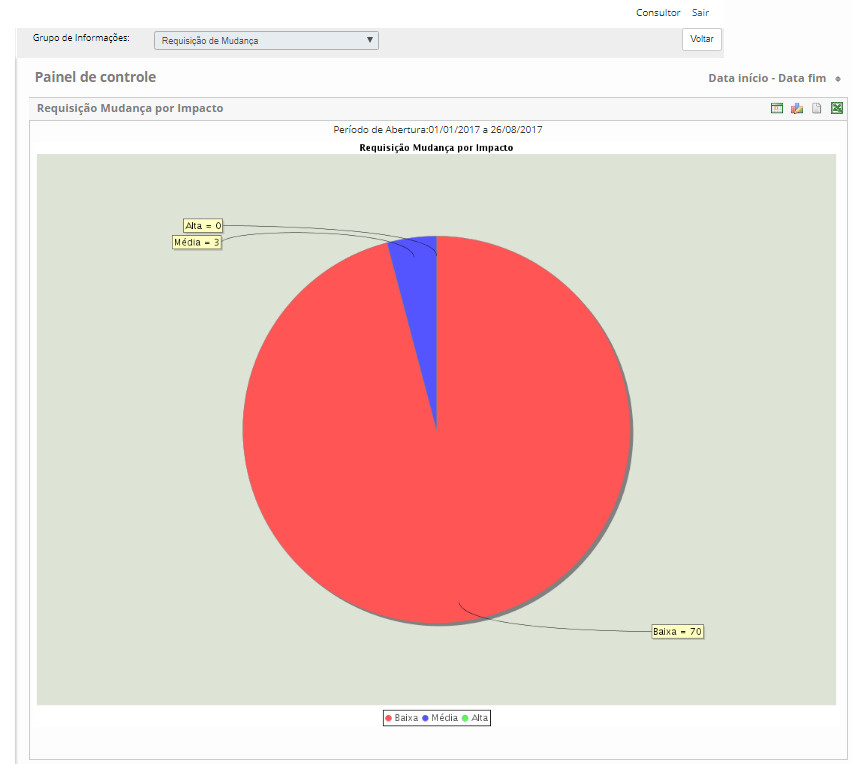 Consultor Sair
Grupo de Informações: Requisição de Mudança Voltar
Painel de controle Data início - Data fim
Requisição Mudança por Impacto
Período de Abertura:01/01/2017 a 26/08/2017
Requisição Mudança por Impacto
Alta = 0
Média = 3
Baixa = 70
Baixa Média Alta